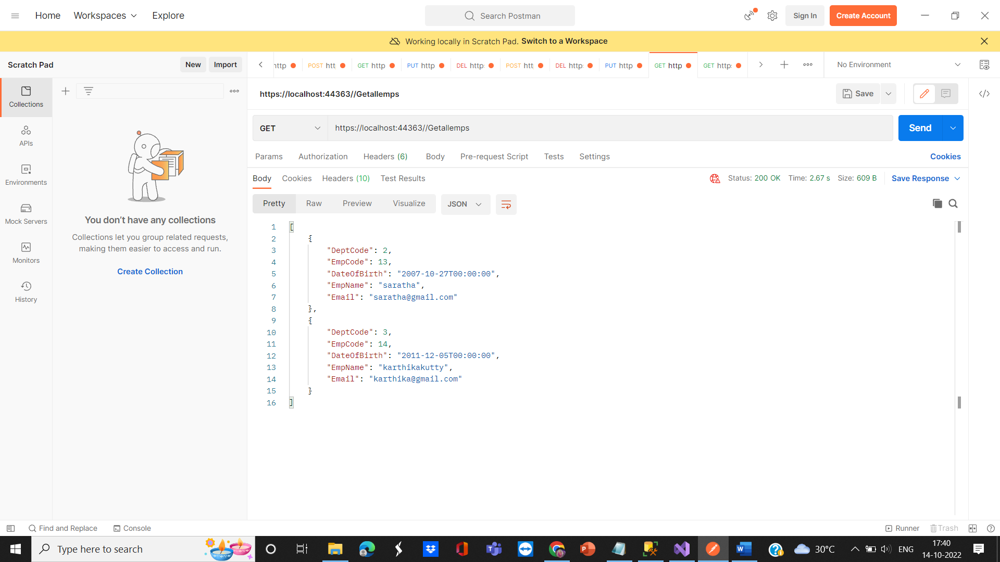 Home Workspaces Explore Search Postman Sign In Create Account
Working locally in Scratch Pad. Switch to a Workspace
Scratch Pad New Import POST htt GET http PUT http DEL http POST htt DEL http PUT http GET http GET http No Environment
https://localhost:44363//Getallemps Save
Collections
GET https://localhost:44363//Getallemps Send
APIs
Params Authorization Headers (6) Body Pre-request Script Tests Settings Cookies
Environments
Body Cookies Headers (10) Test Results Status: 200 OK Time: 2.67 s Size: 609 B Save Response
Pretty Raw Preview Visualize JSON
Mock Servers
You don’t have any collections
Collections let you group related requests,
making them easier to access and run.
Create Collection
Monitors
History
1 [
2 {
3 "DeptCode": 2,
4 "EmpCode": 13,
5 "DateOfBirth": "2007-10-27T00:00:00",
6 "EmpName": "saratha",
7 "Email": "saratha@gmail.com"
8 },
9 {
10 "DeptCode": 3,
11 "EmpCode": 14,
12 "DateOfBirth": "2011-12-05T00:00:00",
13 "EmpName": "karthikakutty",
14 "Email": "karthika@gmail.com"
15 }
16 ]
Find and Replace Console Runner Trash
Type here to search 30°C ENG 17:40
14-10-2022